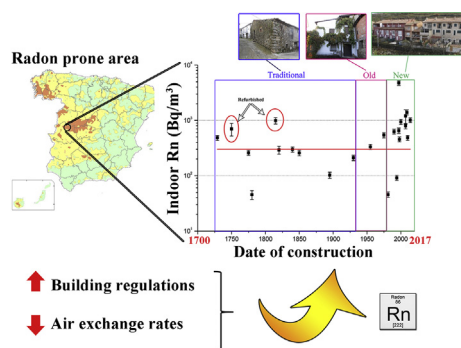 Radon prone area
Traditional
Old
New
Refurbished
Indoor Rn (Bq/m³)
10⁴
10³
10²
10¹
1700
1750
1800
1850
1900
1950
2000
2017
Date of construction
Building regulations
Air exchange rates
Radon
86
Rn
[222]